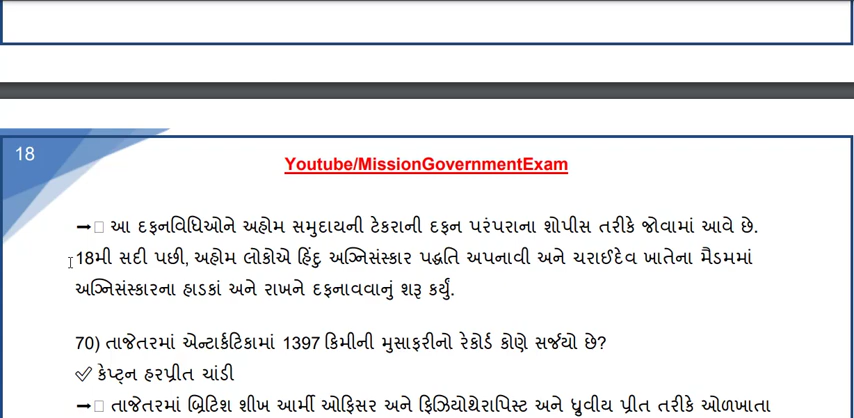 18
Youtube/MissionGovernmentExam
➞□ આ દફનવિધિઓને અહોમ સમુદાયની ટેકરાની દફન પરંપરાના શોપીસ તરીકે જોવામાં આવે છે.
18મી સદી પછી, અહોમ લોકોએ હિંદુ અગ્નિસંસ્કાર પદ્ધતિ અપનાવી અને ચરાઈદેવ ખાતેના મૈડમમાં
અગ્નિસંસ્કારના હાડકાં અને રાખને દફનાવવાનું શરૂ કર્યું.
70) તાજેતરમાં એન્ટાર્કટિકામાં 1397 કિમીની મુસાફરીનો રેકોર્ડ કોણે સર્જ્યો છે?
✓ કેપ્ટ્ન હરપ્રીત ચાંડી
➞□ તાજેતરમાં બ્રિટિશ શીખ આર્મી ઓફિસર અને ફિઝિયોથેરાપિસ્ટ અને ધ્રુવીય પ્રીત તરીકે ઓળખાતા